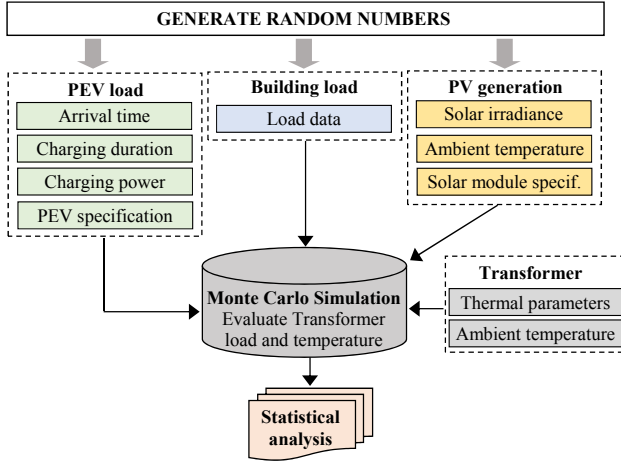 GENERATE RANDOM NUMBERS
PEV load
Arrival time
Charging duration
Charging power
PEV specification
Building load
Load data
PV generation
Solar irradiance
Ambient temperature
Solar module specif.
Transformer
Thermal parameters
Ambient temperature
Monte Carlo Simulation
Evaluate Transformer
load and temperature
Statistical
analysis